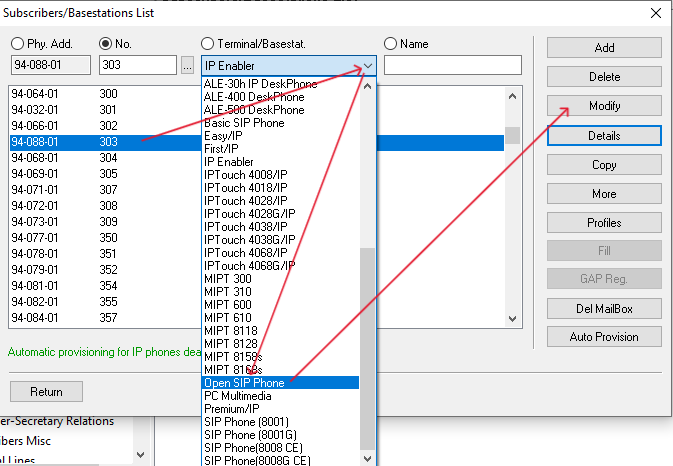 Subscribers/Basestations List
Phy. Add.
No.
Terminal/Basestat.
Name
94-088-01
303
...
IP Enabler
94-064-01 300
94-032-01 301
94-066-01 302
94-088-01 303
94-068-01 304
94-069-01 305
94-071-01 307
94-072-01 308
94-073-01 309
94-077-01 350
94-078-01 351
94-079-01 352
94-081-01 354
94-082-01 355
94-084-01 357
ALE-30h IP DeskPhone
ALE-400 DeskPhone
ALE-500 DeskPhone
Basic SIP Phone
Easy/IP
First/IP
IP Enabler
IPTouch 4008/IP
IPTouch 4018/IP
IPTouch 4028/IP
IPTouch 4028G/IP
IPTouch 4038/IP
IPTouch 4038G/IP
IPTouch 4068/IP
IPTouch 4068G/IP
MIPT 300
MIPT 310
MIPT 600
MIPT 610
MIPT 8118
MIPT 8128
MIPT 8158s
MIPT 8168s
Open SIP Phone
PC Multimedia
Premium/IP
SIP Phone (8001)
SIP Phone (8001G)
SIP Phone(8008 CE)
SIP Phone(8008G CE)
Add
Delete
Modify
Details
Copy
More
Profiles
Fill
GAP Reg.
Del MailBox
Auto Provision
Automatic provisioning for IP phones dea
Return
er-Secretary Relations
ibers Misc
al Lines